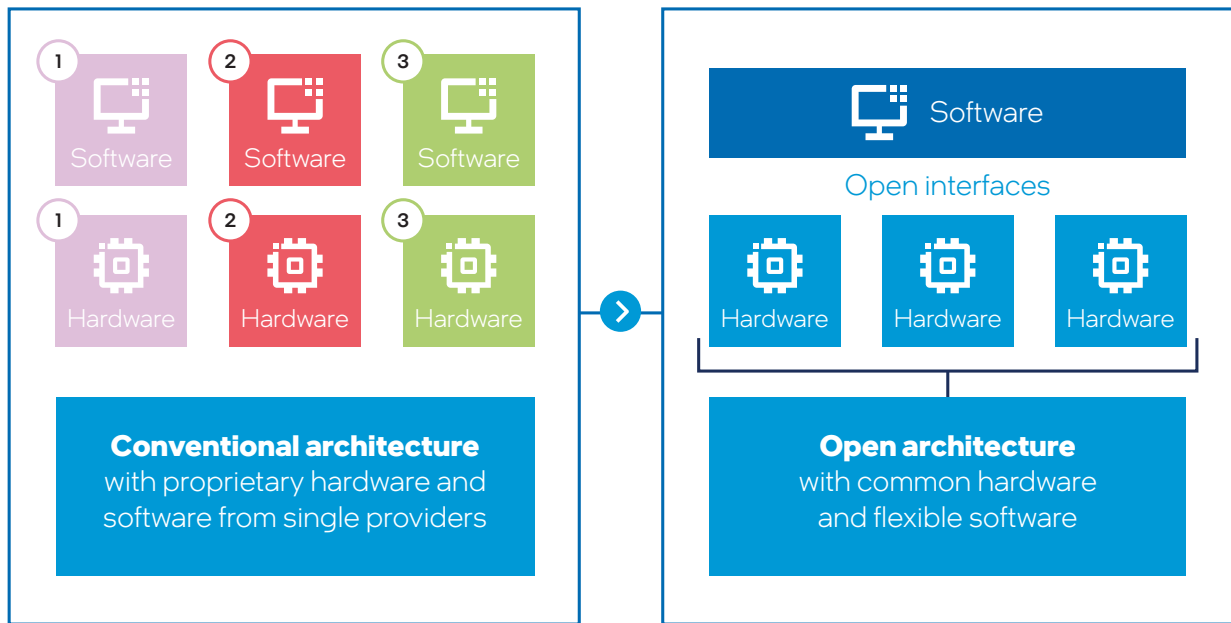 1
2
3
Software
Software
Software
1
2
3
Hardware
Hardware
Hardware
Conventional architecture
with proprietary hardware and
software from single providers
Software
Open interfaces
Hardware
Hardware
Hardware
Open architecture
with common hardware
and flexible software